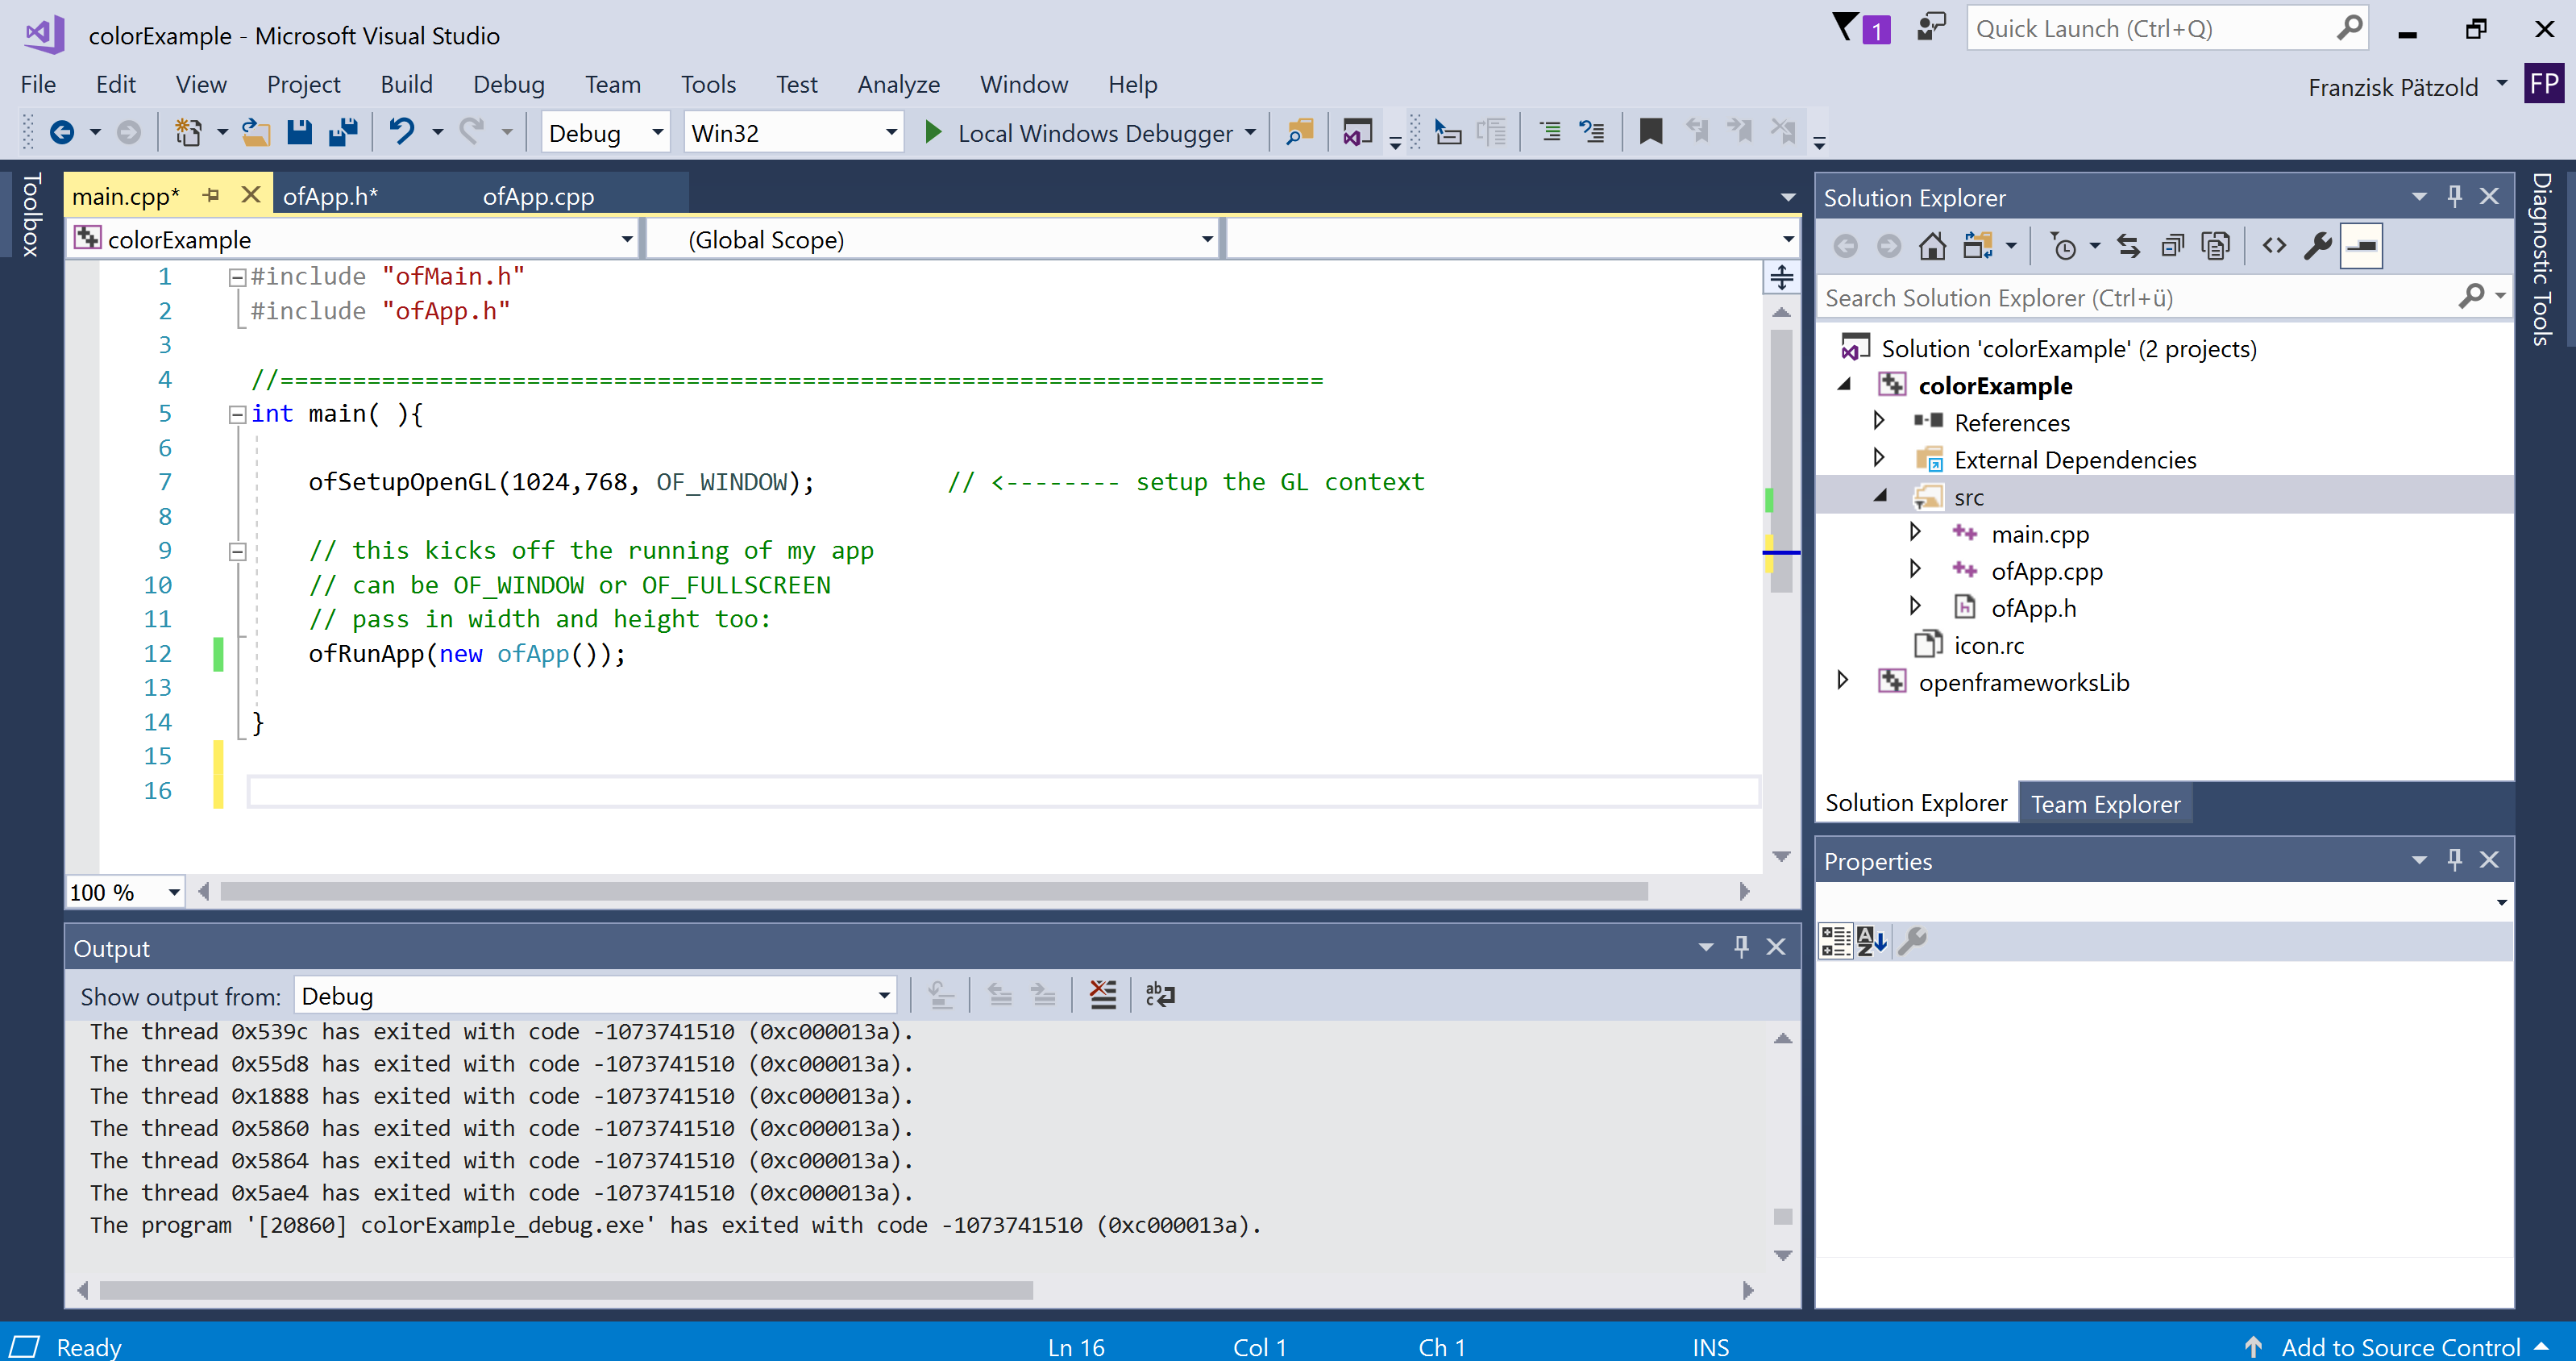 colorExample - Microsoft Visual Studio
1
Quick Launch (Ctrl+Q)
File Edit View Project Build Debug Team Tools Test Analyze Window Help
Franzisk Pätzold FP
Debug Win32 Local Windows Debugger
Toolbox
main.cpp* ofApp.h* ofApp.cpp
colorExample (Global Scope)
1 #include "ofMain.h"
2 #include "ofApp.h"
3
4 //========================================================================
5 int main( ){
6
7 ofSetupOpenGL(1024,768, OF_WINDOW); // <-------- setup the GL context
8
9 // this kicks off the running of my app
10 // can be OF_WINDOW or OF_FULLSCREEN
11 // pass in width and height too:
12 ofRunApp(new ofApp());
13
14 }
15
16
100 %
Output
Show output from: Debug
The thread 0x539c has exited with code -1073741510 (0xc000013a).
The thread 0x55d8 has exited with code -1073741510 (0xc000013a).
The thread 0x1888 has exited with code -1073741510 (0xc000013a).
The thread 0x5860 has exited with code -1073741510 (0xc000013a).
The thread 0x5864 has exited with code -1073741510 (0xc000013a).
The thread 0x5ae4 has exited with code -1073741510 (0xc000013a).
The program '[20860] colorExample_debug.exe' has exited with code -1073741510 (0xc000013a).
Solution Explorer
Search Solution Explorer (Ctrl+ü)
Solution 'colorExample' (2 projects)
colorExample
References
External Dependencies
src
main.cpp
ofApp.cpp
ofApp.h
icon.rc
openframeworksLib
Solution Explorer Team Explorer
Properties
Diagnostic Tools
Ready Ln 16 Col 1 Ch 1 INS Add to Source Control